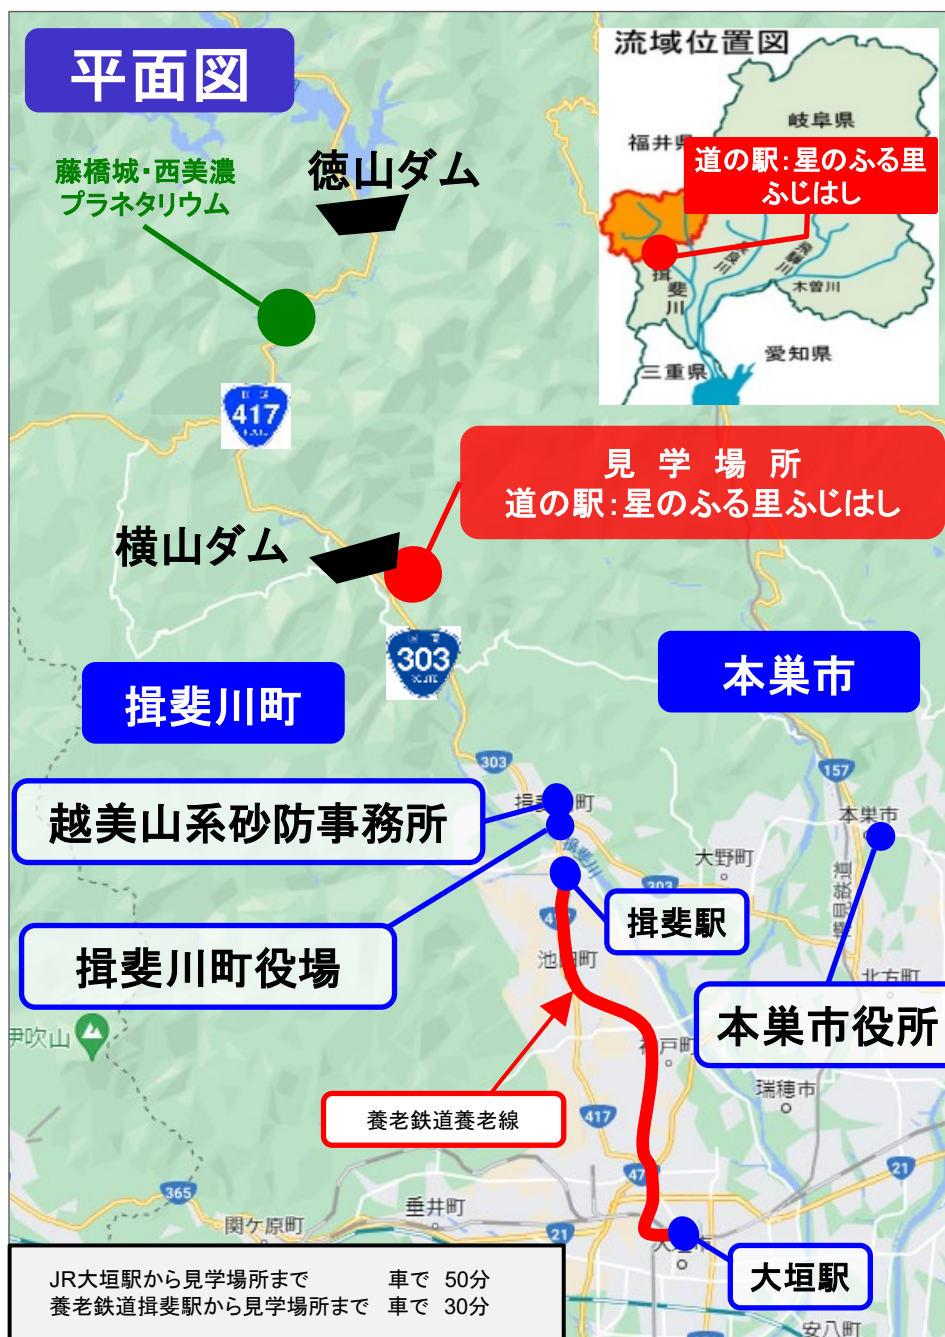 平面図
流域位置図
岐阜県
福井県
道の駅:星のふる里
ふじはし
揖斐川
長良川
飛騨川
木曽川
愛知県
三重県
藤橋城・西美濃
プラネタリウム
徳山ダム
417
ROUTE
見学場所
道の駅:星のふる里ふじはし
横山ダム
国道
303
ROUTE
揖斐川町
本巣市
303
157
越美山系砂防事務所
本巣市
揖斐川
大野町
303
樽見鉄道
揖斐駅
揖斐川町役場
池田町
北方町
本巣市役所
伊吹山
神戸町
瑞穂市
養老鉄道養老線
417
21
365
垂井町
関ケ原町
21
大垣駅
安八町
JR大垣駅から見学場所まで 車で 50分
養老鉄道揖斐駅から見学場所まで 車で 30分